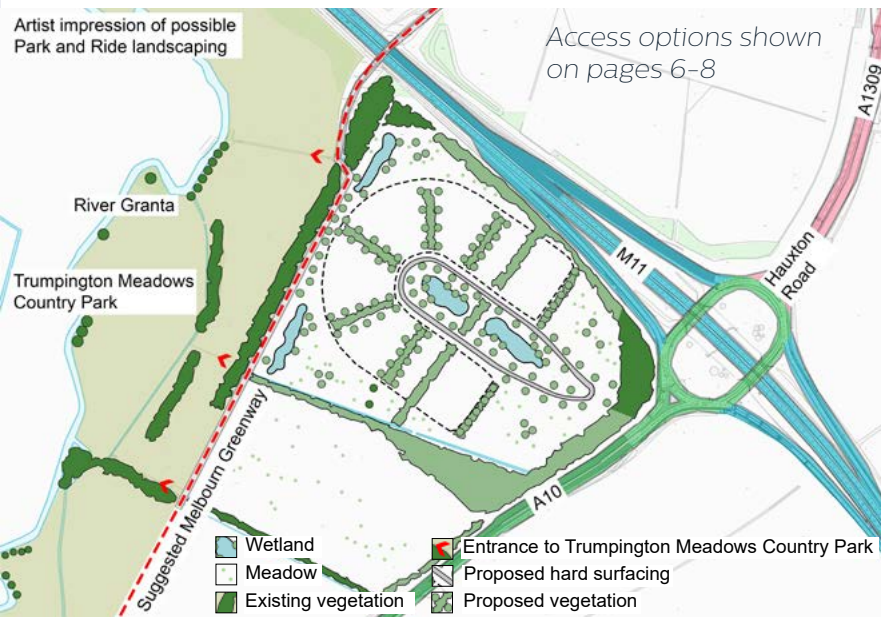 Artist impression of possible
Park and Ride landscaping
Access options shown
on pages 6-8
A1309
River Granta
Hauxton
Road
M11
Trumpington Meadows
Country Park
Suggested Melbourn Greenway
A10
Wetland
Meadow
Existing vegetation
Entrance to Trumpington Meadows Country Park
Proposed hard surfacing
Proposed vegetation